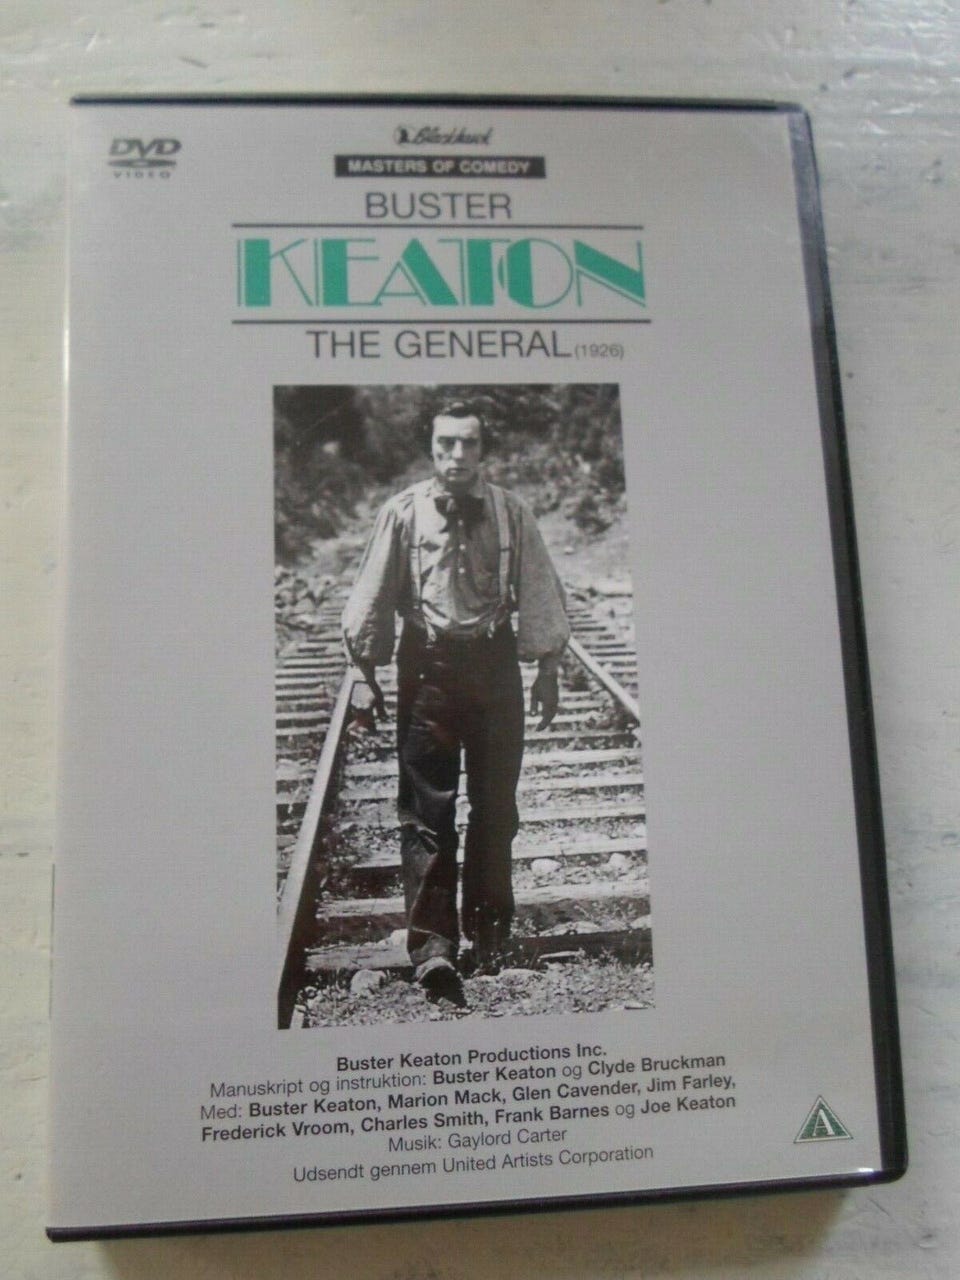 DVD
VIDEO
Blackhawk
MASTERS OF COMEDY
BUSTER
KEATON
THE GENERAL (1926)
Buster Keaton Productions Inc.
Manuskript og instruktion: Buster Keaton og Clyde Bruckman
Med: Buster Keaton, Marion Mack, Glen Cavender, Jim Farley,
Frederick Vroom, Charles Smith, Frank Barnes og Joe Keaton
Musik: Gaylord Carter
Udsendt gennem United Artists Corporation
A